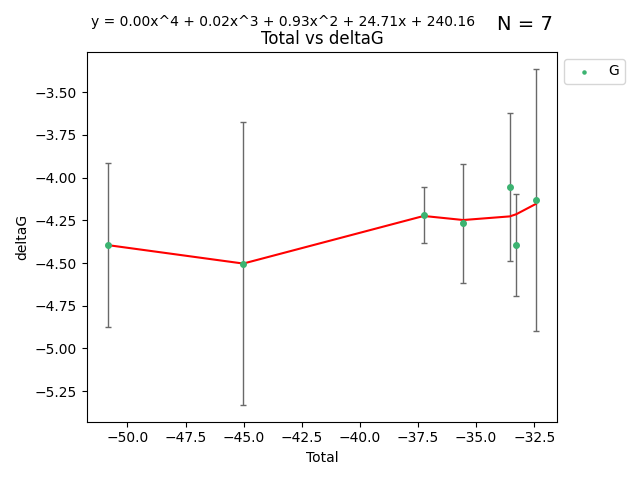 y = 0.00x^4 + 0.02x^3 + 0.93x^2 + 24.71x + 240.16
N = 7
Total vs deltaG
G
−3.50
−3.75
−4.00
−4.25
−4.50
−4.75
−5.00
−5.25
deltaG
−50.0
−47.5
−45.0
−42.5
−40.0
−37.5
−35.0
−32.5
Total